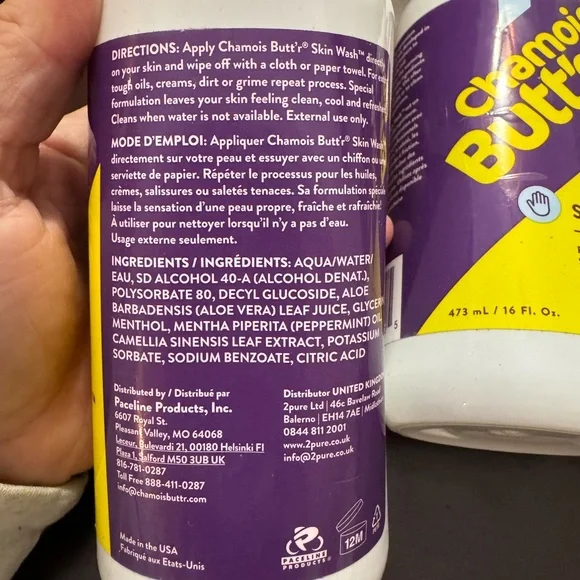 DIRECTIONS: Apply Chamois Butt'r® Skin Wash™ directly
on your skin and wipe off with a cloth or paper towel. For
tough oils, creams, dirt or grime repeat process. Special
formulation leaves your skin feeling clean, cool and
Cleans when water is not available. External use only.
MODE D'EMPLOI: Appliquer Chamois Butt'r® Skin Wash
directement sur votre peau et essuyer avec un chiffon ou
serviette de papier. Répéter le processus pour les huiles,
crèmes, salissures ou saletés tenaces. Sa formulation
laisse la sensation d'une peau propre, fraîche et rafraîchie!
À utiliser pour nettoyer lorsqu'il n'y a pas d'eau.
Usage externe seulement.
INGREDIENTS / INGRÉDIENTS: AQUA/WATER/
EAU, SD ALCOHOL 40-A (ALCOHOL DENAT.),
POLYSORBATE 80, DECYL GLUCOSIDE, ALOE
BARBADENSIS (ALOE VERA) LEAF JUICE,
MENTHOL, MENTHA PIPERITA (PEPPERMINT)
CAMELLIA SINENSIS LEAF EXTRACT, POTASSIUM
SORBATE, SODIUM BENZOATE, CITRIC ACID
Distributed by / Distribué par
Paceline Products, Inc.
6607 Royal St.
Pleasant Valley, MO 64068
Leceur, Bulevardi 21, 00180 Helsinki FI
Plaza 1, Salford M50 3UB UK
816-781-0287
Toll Free 888-411-0287
info@chamoisbuttr.com
Distributor UNITED
2pure Ltd | 46c Bavelaw
Balerno | EH14 7AE |
0844 811 2001
www.2pure.co.uk
info@2pure.co.uk
Made in the USA
Fabriqué aux Etats-Unis
PACELINE
PRODUCTS®
12M
Chamois
Butt'r
473 mL / 16 Fl. Oz.
5